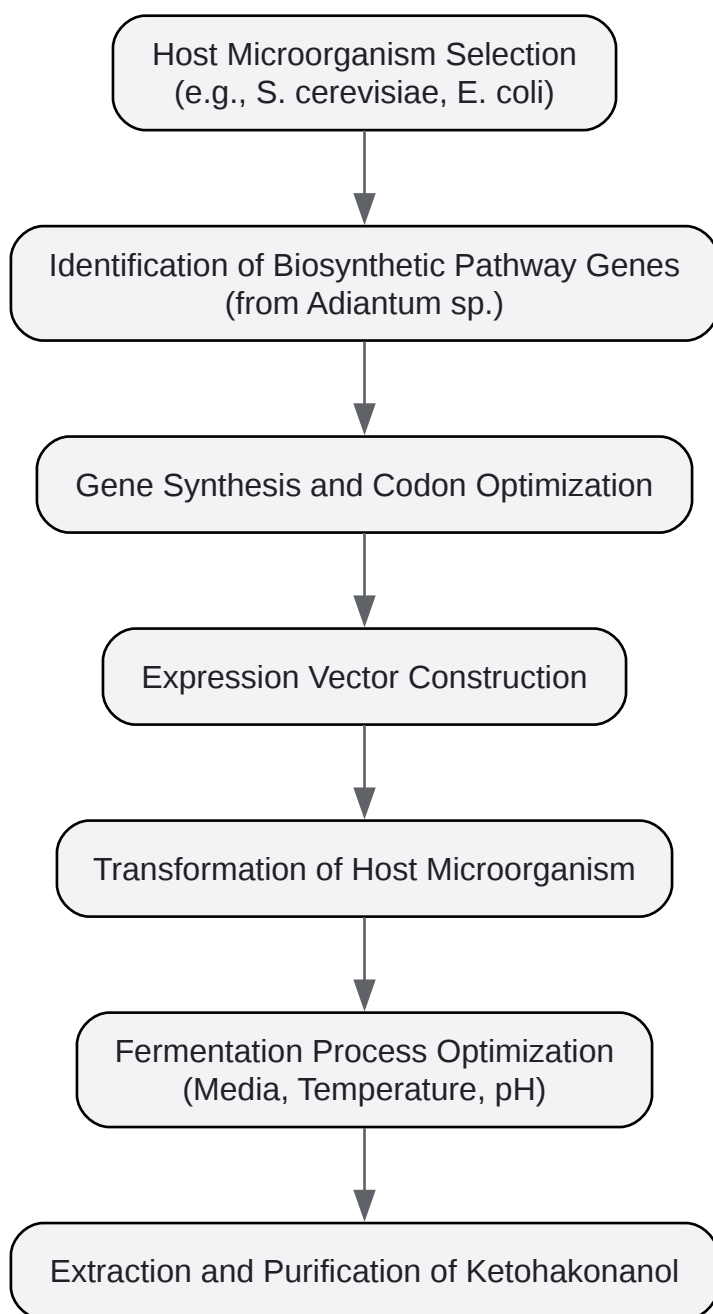 Host Microorganism Selection
(e.g., S. cerevisiae, E. coli)
Identification of Biosynthetic Pathway Genes
(from Adiantum sp.)
Gene Synthesis and Codon Optimization
Expression Vector Construction
Transformation of Host Microorganism
Fermentation Process Optimization
(Media, Temperature, pH)
Extraction and Purification of Ketohakonanol